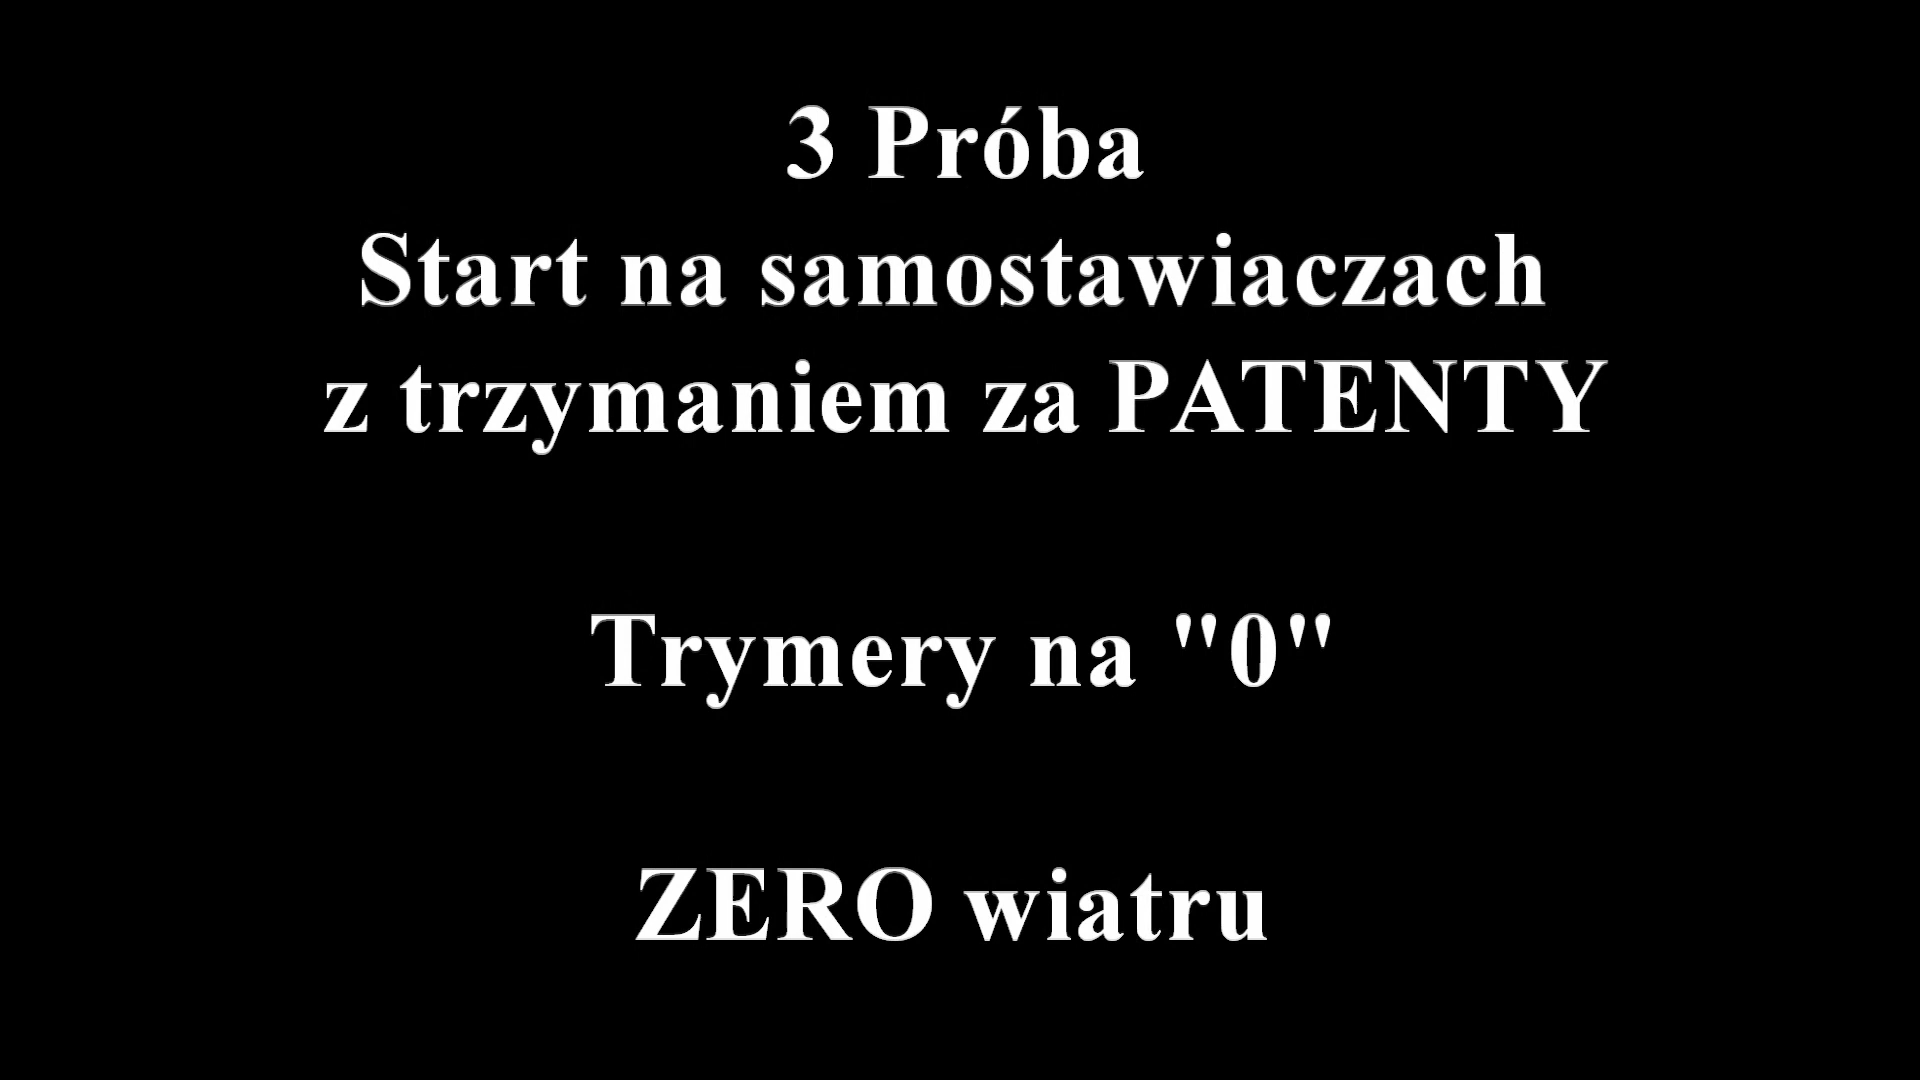 3 Próba
Start na samostawiaczach
z trzymaniem za PATENTY
Trymery na "0"
ZERO wiatru